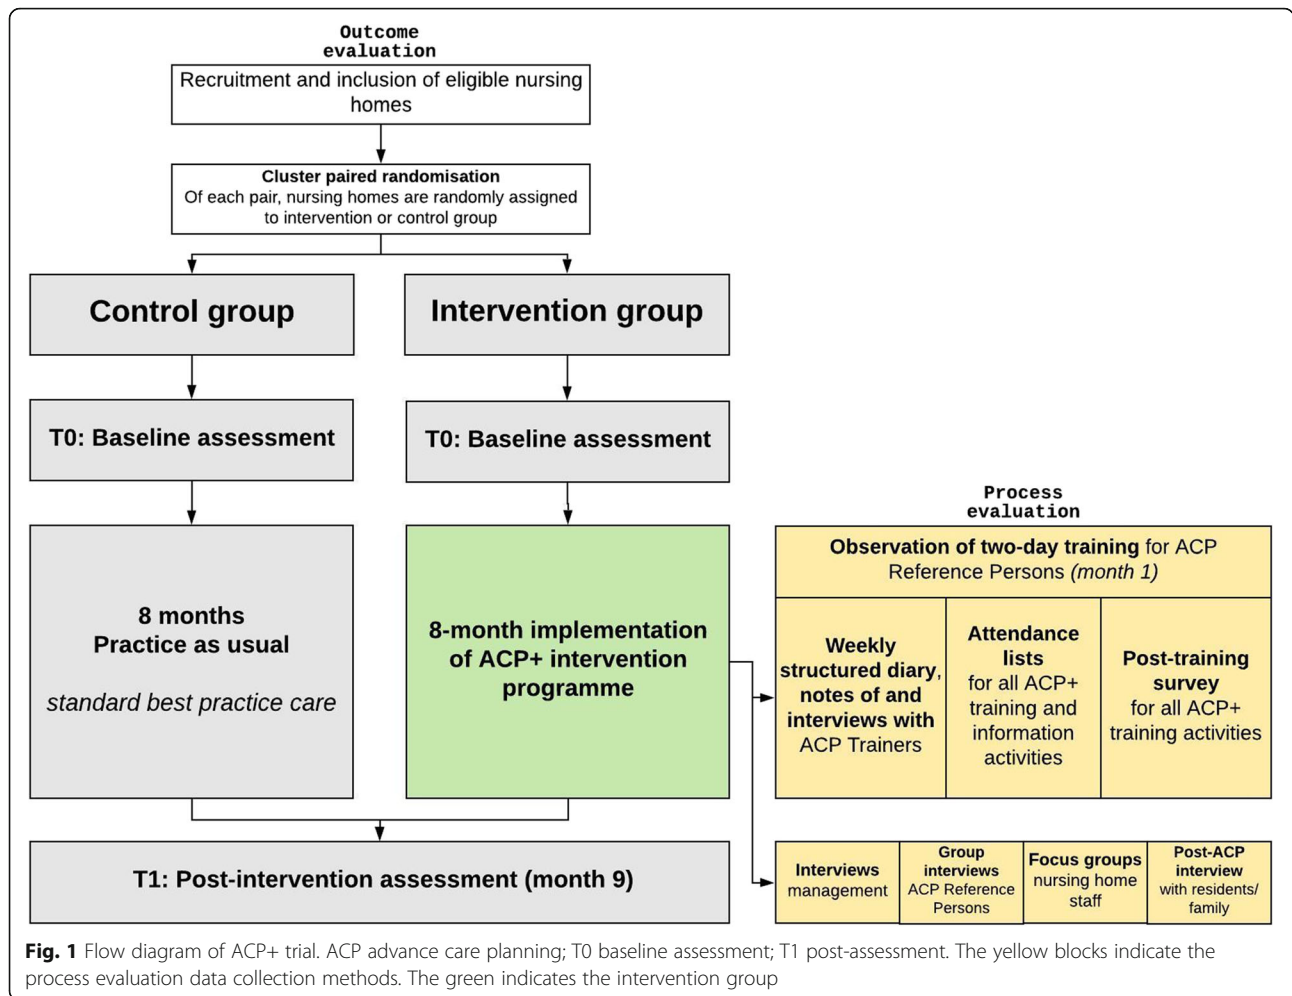 Outcome
evaluation
Recruitment and inclusion of eligible nursing
homes
Cluster paired randomisation
Of each pair, nursing homes are randomly assigned
to intervention or control group
Control group
Intervention group
T0: Baseline assessment
T0: Baseline assessment
8 months
Practice as usual
standard best practice care
8-month implementation
of ACP+ intervention
programme
Process
evaluation
Observation of two-day training for ACP
Reference Persons (month 1)
Weekly
structured diary,
notes of and
interviews with
ACP Trainers
Attendance
lists
for all ACP+
training and
information
activities
Post-training
survey
for all ACP+
training activities
T1: Post-intervention assessment (month 9)
Interviews
management
Group
interviews
ACP Reference
Persons
Focus groups
nursing home
staff
Post-ACP
interview
with residents/
family
Fig. 1 Flow diagram of ACP+ trial. ACP advance care planning; T0 baseline assessment; T1 post-assessment. The yellow blocks indicate the
process evaluation data collection methods. The green indicates the intervention group